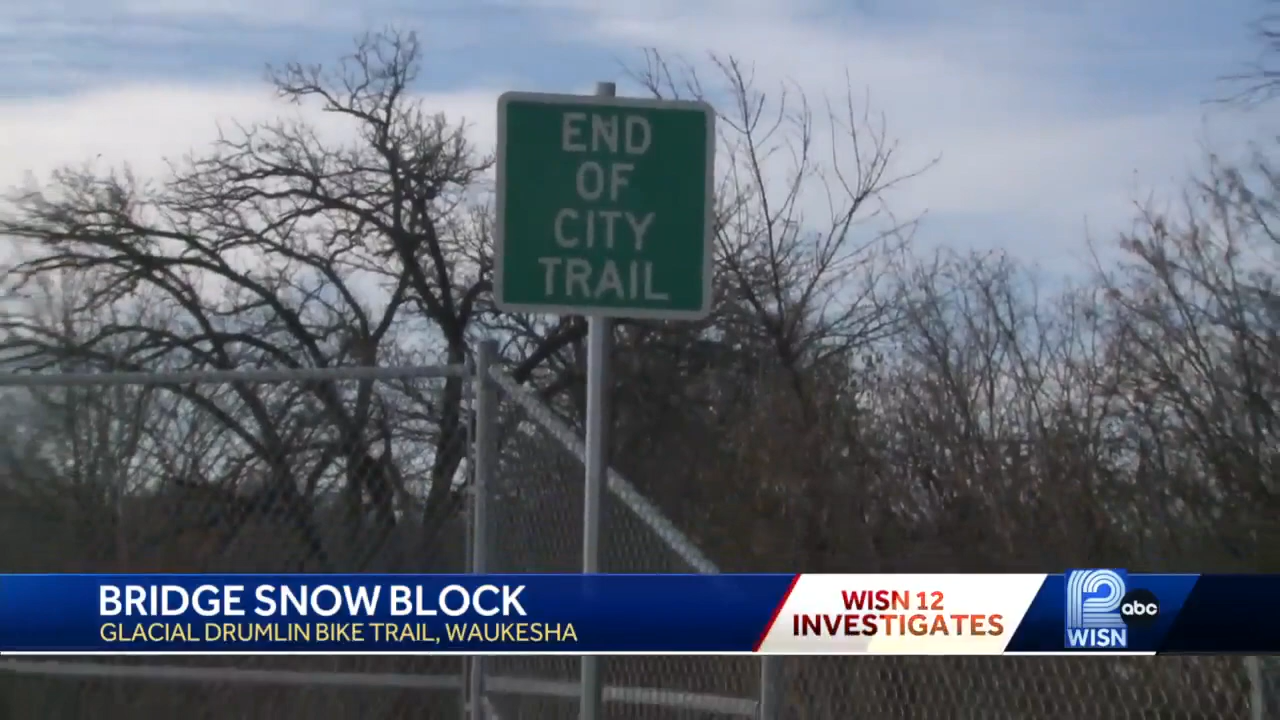 END
OF
CITY
TRAIL
BRIDGE SNOW BLOCK
GLACIAL DRUMLIN BIKE TRAIL, WAUKESHA
WISN 12
INVESTIGATES
12
abc
WISN